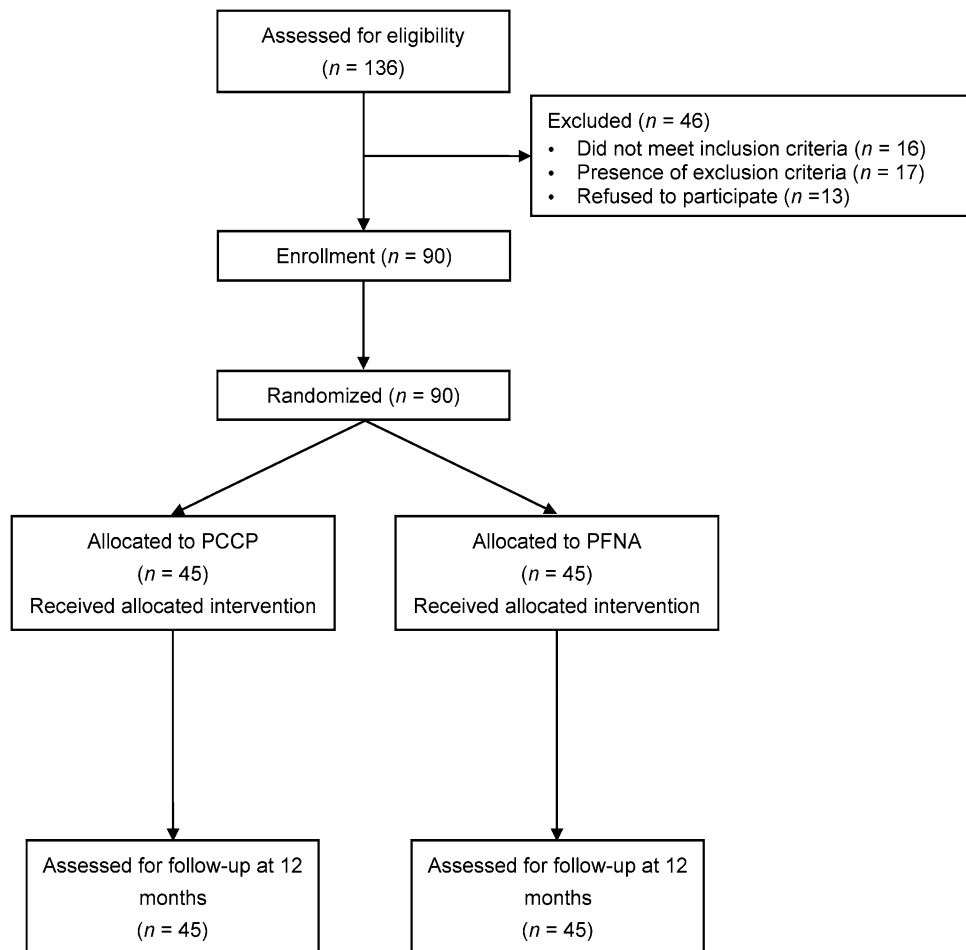 Assessed for eligibility
(n = 136)
Excluded (n = 46)
• Did not meet inclusion criteria (n = 16)
• Presence of exclusion criteria (n = 17)
• Refused to participate (n =13)
Enrollment (n = 90)
Randomized (n = 90)
Allocated to PCCP
(n = 45)
Received allocated intervention
Allocated to PFNA
(n = 45)
Received allocated intervention
Assessed for follow-up at 12
months
(n = 45)
Assessed for follow-up at 12
months
(n = 45)